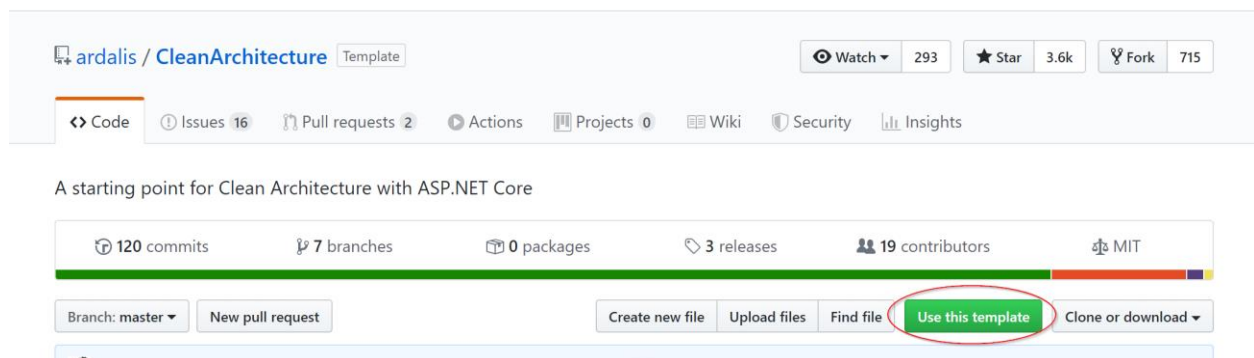 ardalis / CleanArchitecture Template Watch 293 Star 3.6k Fork 715
Code Issues 16 Pull requests 2 Actions Projects 0 Wiki Security Insights
A starting point for Clean Architecture with ASP.NET Core
120 commits 7 branches 0 packages 3 releases 19 contributors MIT
Branch: master New pull request Create new file Upload files Find file Use this template Clone or download